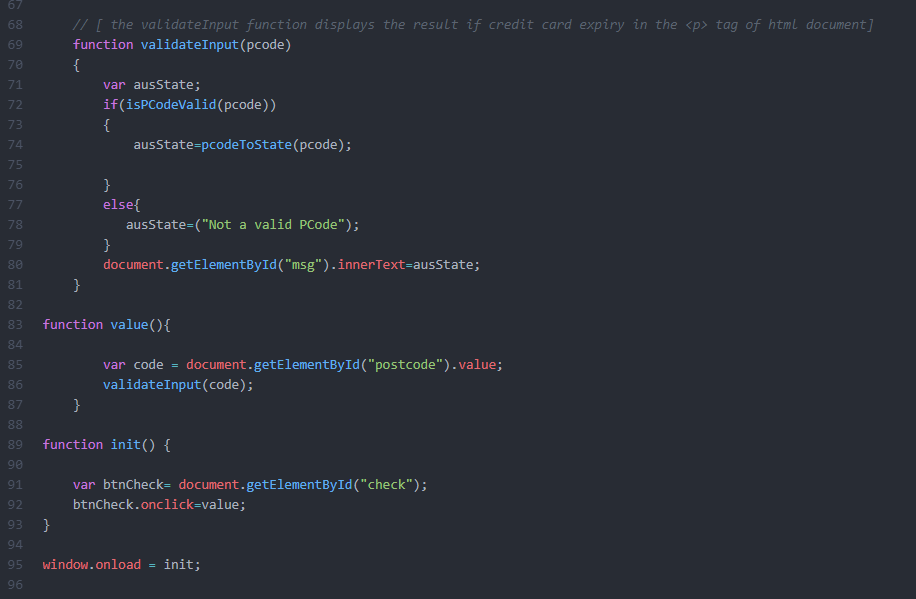 67
68 // [ the validateInput function displays the result if credit card expiry in the <p> tag of html document]
69 function validateInput(pcode)
70 {
71 var ausState;
72 if(isPCodeValid(pcode))
73 {
74 ausState=pcodeToState(pcode);
75
76 }
77 else{
78 ausState=("Not a valid PCode");
79 }
80 document.getElementById("msg").innerText=ausState;
81 }
82
83 function value(){
84
85 var code = document.getElementById("postcode").value;
86 validateInput(code);
87 }
88
89 function init() {
90
91 var btnCheck= document.getElementById("check");
92 btnCheck.onclick=value;
93 }
94
95 window.onload = init;
96